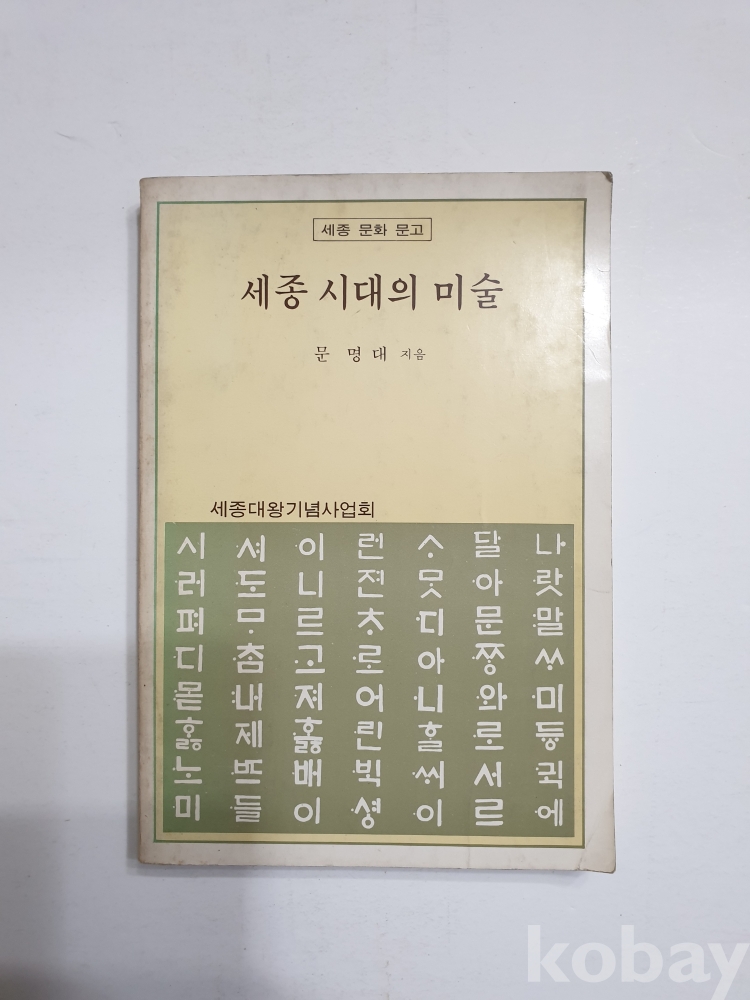 세종 문화 문고
세종 시대의 미술
문 명 대 지음
세종대왕기념사업회
나랏말ᄊᆞ미듕귁에
달아문ᄍᆞᆼ와로서르
ᄉᆞᄆᆞᆺ디아니ᄒᆞᆯᄊᆡ이
런젼ᄎᆞ로어린ᄇᆡᆨ셩
이니르고져호ᇙ배이
셔도ᄆᆞᄎᆞᆷ내제ᄠᅳ들
시러펴디몯ᄒᆞᇙ노미
kobay